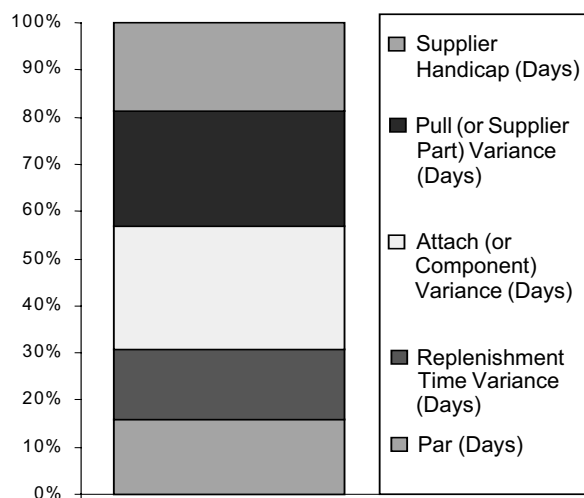 100%
90%
80%
70%
60%
50%
40%
30%
20%
10%
0%
Supplier
Handicap (Days)
Pull (or Supplier
Part) Variance
(Days)
Attach (or
Component)
Variance (Days)
Replenishment
Time Variance
(Days)
Par (Days)